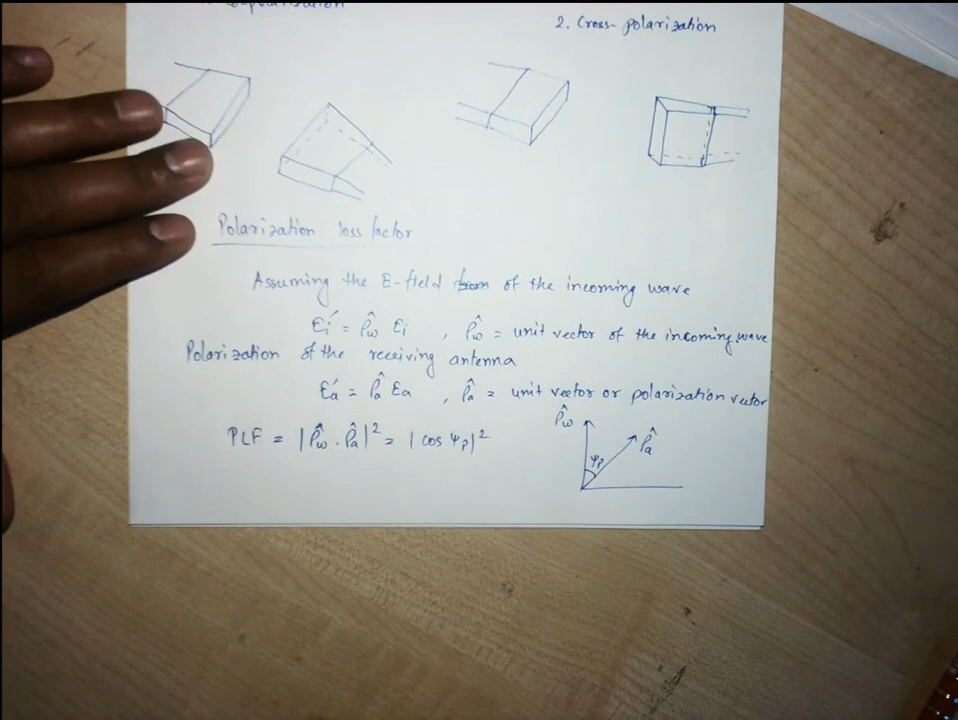 2. Cross-polarization
Polarization loss factor
Assuming the E-field of the incoming wave
Ei' = ρ̂w Ei , ρ̂w = unit vector of the incoming wave
Polarization of the receiving antenna
Ea' = ρ̂a Ea , ρ̂a = unit vector or polarization vector
PLF = |ρ̂w · ρ̂a|² = |cos ψp|²
ρ̂w
ρ̂a
ψp